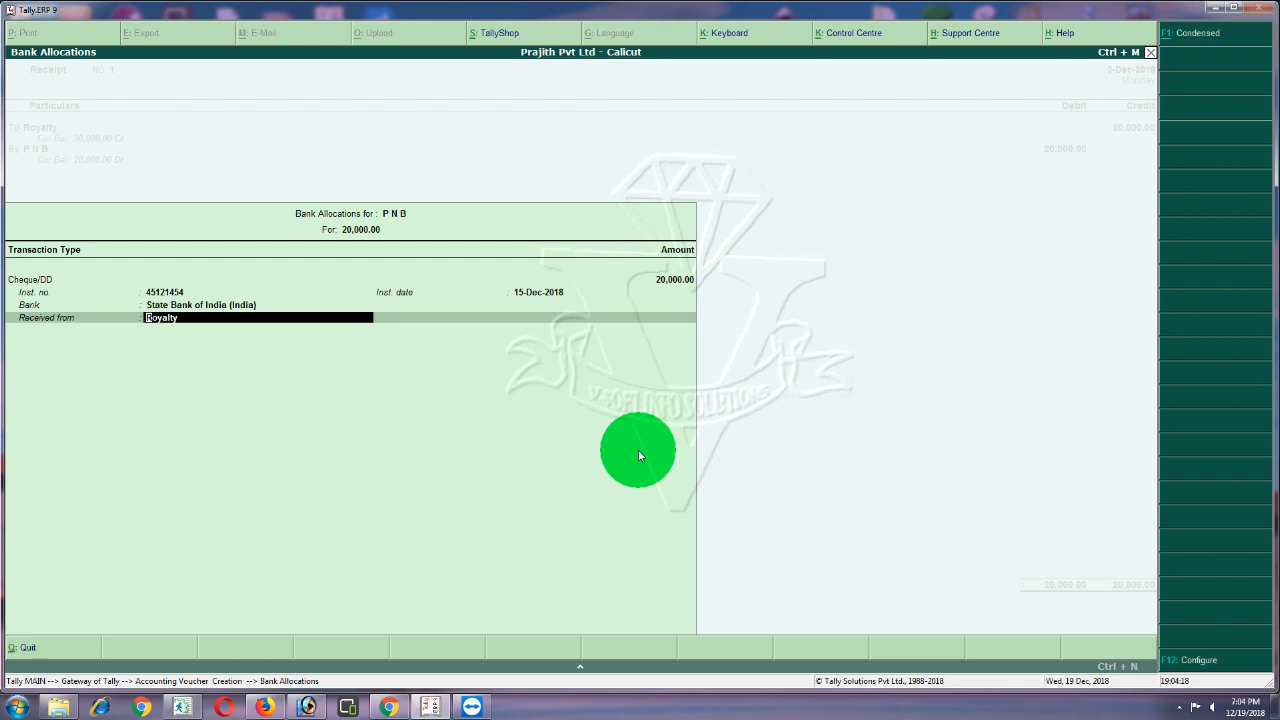 Tally.ERP 9
P: Print E: Export M: E-Mail O: Upload S: TallyShop G: Language K: Keyboard K: Control Centre H: Support Centre H: Help F1: Condensed
Bank Allocations Prajith Pvt Ltd - Calicut Ctrl + M
Receipt No. 1 3-Dec-2018
Monday
Particulars Debit Credit
To Royalty 20,000.00
Cur Bal: 30,000.00 Cr
By P N B 20,000.00
Cur Bal: 20,000.00 Dr
Bank Allocations for : P N B
For: 20,000.00
Transaction Type Amount
Cheque/DD 20,000.00
Inst. no. : 45121454 Inst. date : 15-Dec-2018
Bank : State Bank of India (India)
Received from : Royalty
V-SOFT INFO SOLUTIONS
20,000.00 20,000.00
Q: Quit
Ctrl + N
F12: Configure
Tally MAIN --> Gateway of Tally --> Accounting Voucher Creation --> Bank Allocations © Tally Solutions Pvt Ltd., 1988-2018 Wed, 19 Dec, 2018 19:04:18
7:04 PM
12/19/2018